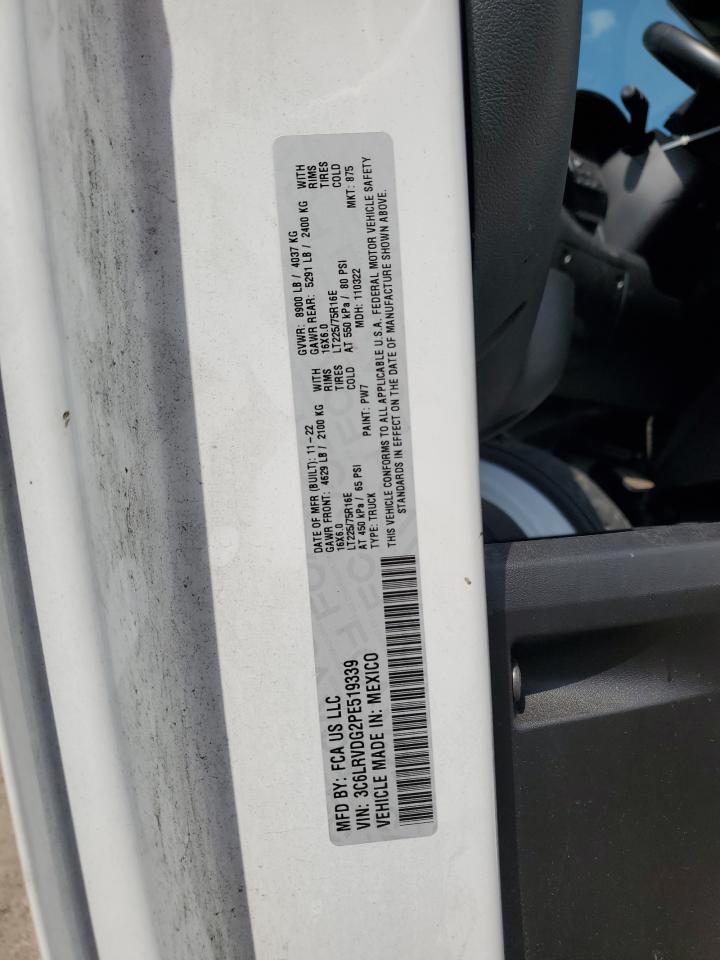 MFD BY: FCA US LLC
VIN: 3C6LRVDG2PE519339
VEHICLE MADE IN: MEXICO
DATE OF MFR (BUILT): 11-22 GVWR: 8900 LB / 4037 KG
GAWR FRONT: 4629 LB / 2100 KG WITH GAWR REAR: 5291 LB / 2400 KG WITH
16X6.0 RIMS 16X6.0 RIMS
LT225/75R16E TIRES LT225/75R16E TIRES
AT 450 kPa / 65 PSI COLD AT 550 kPa / 80 PSI COLD
TYPE: TRUCK PAINT: PW7 MDH: 110322 MKT: 875
THIS VEHICLE CONFORMS TO ALL APPLICABLE U.S.A. FEDERAL MOTOR VEHICLE SAFETY
STANDARDS IN EFFECT ON THE DATE OF MANUFACTURE SHOWN ABOVE.